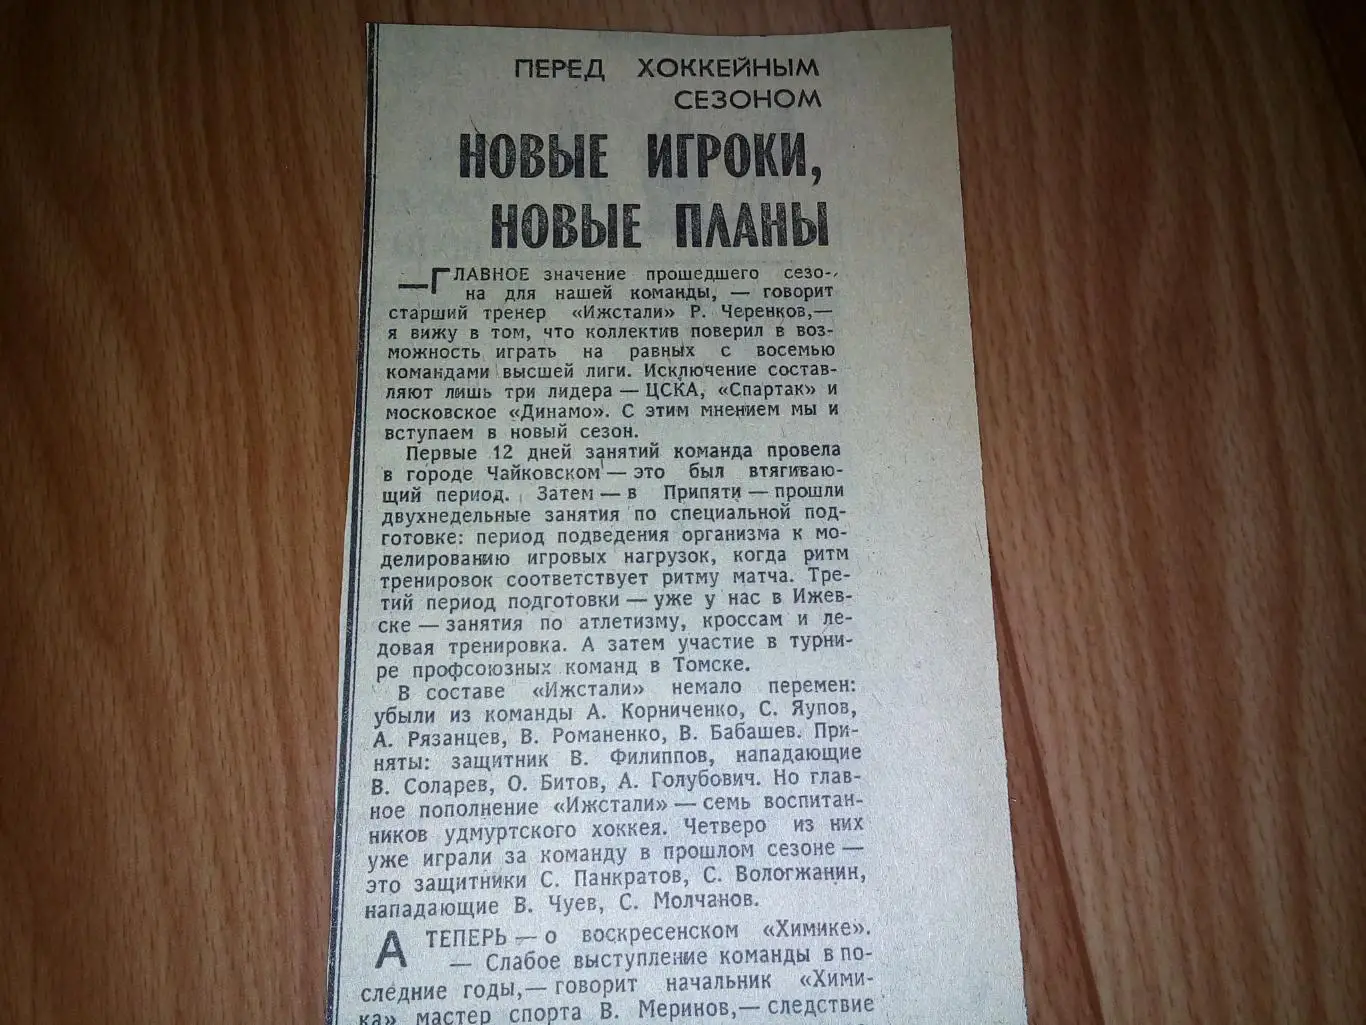 ПЕРЕД ХОККЕЙНЫМ
СЕЗОНОМ
НОВЫЕ ИГРОКИ,
НОВЫЕ ПЛАНЫ
—ГЛАВНОЕ значение прошедшего сезо-
на для нашей команды, — говорит
старший тренер «Ижстали» Р. Черенков,—
я вижу в том, что коллектив поверил в воз-
можность играть на равных с восемью
командами высшей лиги. Исключение состав-
ляют лишь три лидера — ЦСКА, «Спартак» и
московское «Динамо». С этим мнением мы и
вступаем в новый сезон.
Первые 12 дней занятий команда провела
в городе Чайковском — это был втягиваю-
щий период. Затем — в Припяти — прошли
двухнедельные занятия по специальной под-
готовке: период подведения организма к мо-
делированию игровых нагрузок, когда ритм
тренировок соответствует ритму матча. Тре-
тий период подготовки — уже у нас в Ижев-
ске — занятия по атлетизму, кроссам и ле-
довая тренировка. А затем участие в турни-
ре профсоюзных команд в Томске.
В составе «Ижстали» немало перемен:
убыли из команды А. Корниченко, С. Яупов,
А. Рязанцев, В. Романенко, В. Бабашев. При-
няты: защитник В. Филиппов, нападающие
В. Соларев, О. Битов, А. Голубович. Но глав-
ное пополнение «Ижстали» — семь воспитан-
ников удмуртского хоккея. Четверо из них
уже играли за команду в прошлом сезоне —
это защитники С. Панкратов, С. Вологжанин,
нападающие В. Чуев, С. Молчанов.
А ТЕПЕРЬ — о воскресенском «Химике».
— Слабое выступление команды в по-
следние годы,— говорит начальник «Хими-
ка» мастер спорта В. Меринов,— следствие